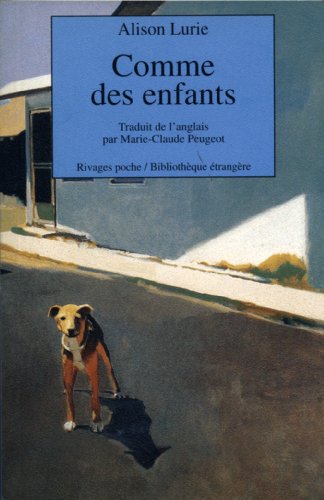 Alison Lurie
Comme
des enfants
Traduit de l'anglais
par Marie-Claude Peugeot
Rivages poche / Bibliothèque étrangère